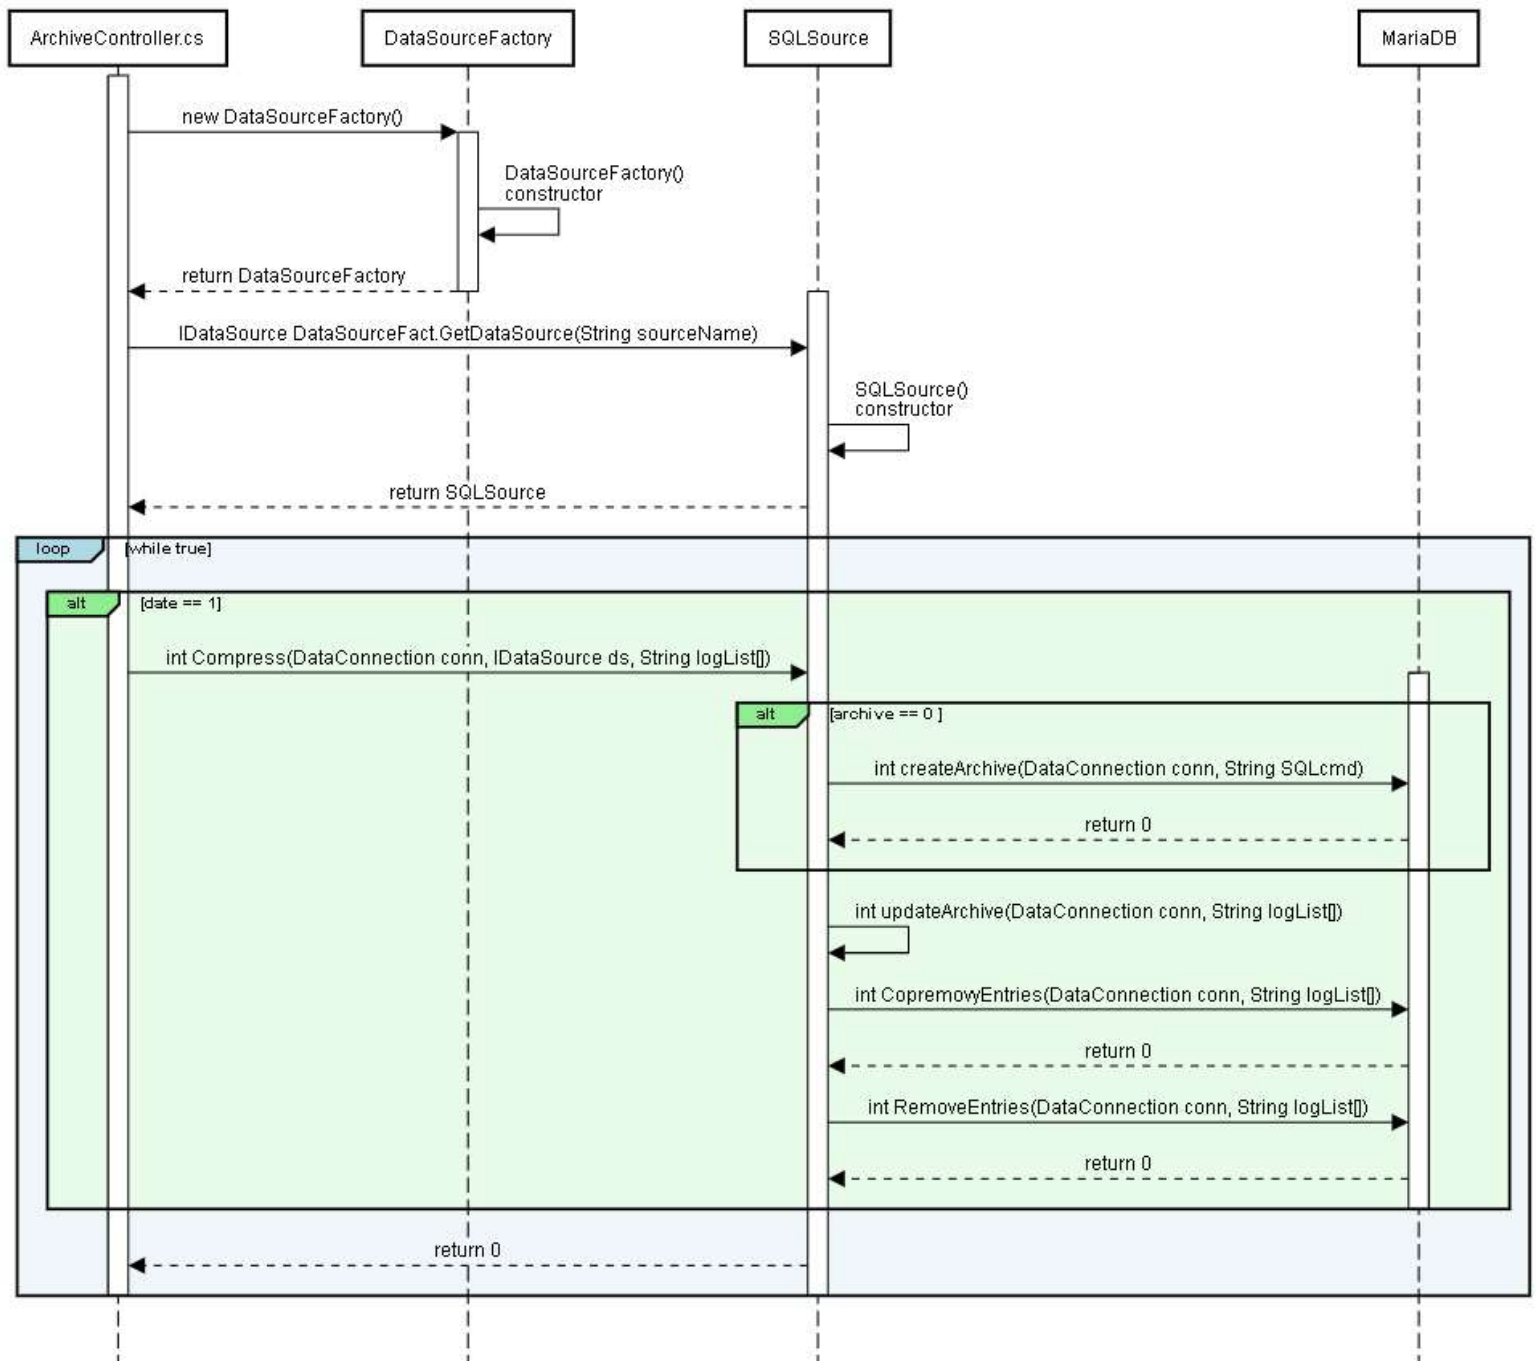 ArchiveController.cs
DataSourceFactory
SQLSource
MariaDB
new DataSourceFactory()
DataSourceFactory()
constructor
return DataSourceFactory
IDataSource DataSourceFact.GetDataSource(String sourceName)
SQLSource()
constructor
return SQLSource
loop
[while true]
alt
[date == 1]
int Compress(DataConnection conn, IDataSource ds, String logList[])
alt
[archive == 0 ]
int createArchive(DataConnection conn, String SQLcmd)
return 0
int updateArchive(DataConnection conn, String logList[])
int CopremovyEntries(DataConnection conn, String logList[])
return 0
int RemoveEntries(DataConnection conn, String logList[])
return 0
return 0